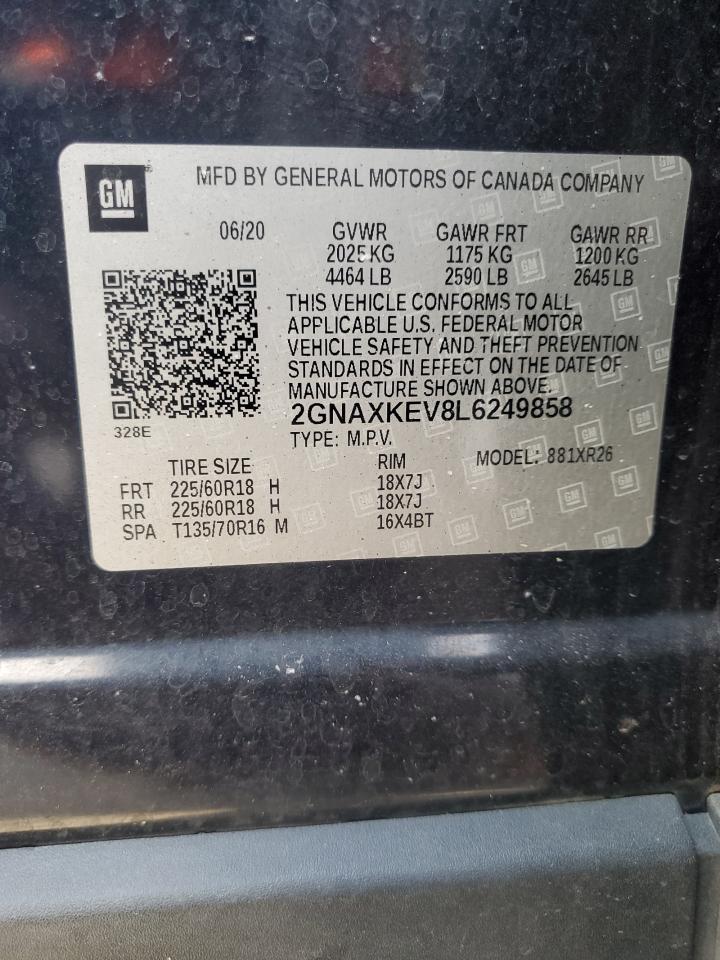 GM
MFD BY GENERAL MOTORS OF CANADA COMPANY
06/20 GVWR GAWR FRT GAWR RR
2025 KG 1175 KG 1200 KG
4464 LB 2590 LB 2645 LB
THIS VEHICLE CONFORMS TO ALL
APPLICABLE U.S. FEDERAL MOTOR
VEHICLE SAFETY AND THEFT PREVENTION
STANDARDS IN EFFECT ON THE DATE OF
MANUFACTURE SHOWN ABOVE.
2GNAXKEV8L6249858
328E
TYPE: M.P.V.
MODEL: 881XR26
TIRE SIZE RIM
FRT 225/60R18 H 18X7J
RR 225/60R18 H 18X7J
SPA T135/70R16 M 16X4BT